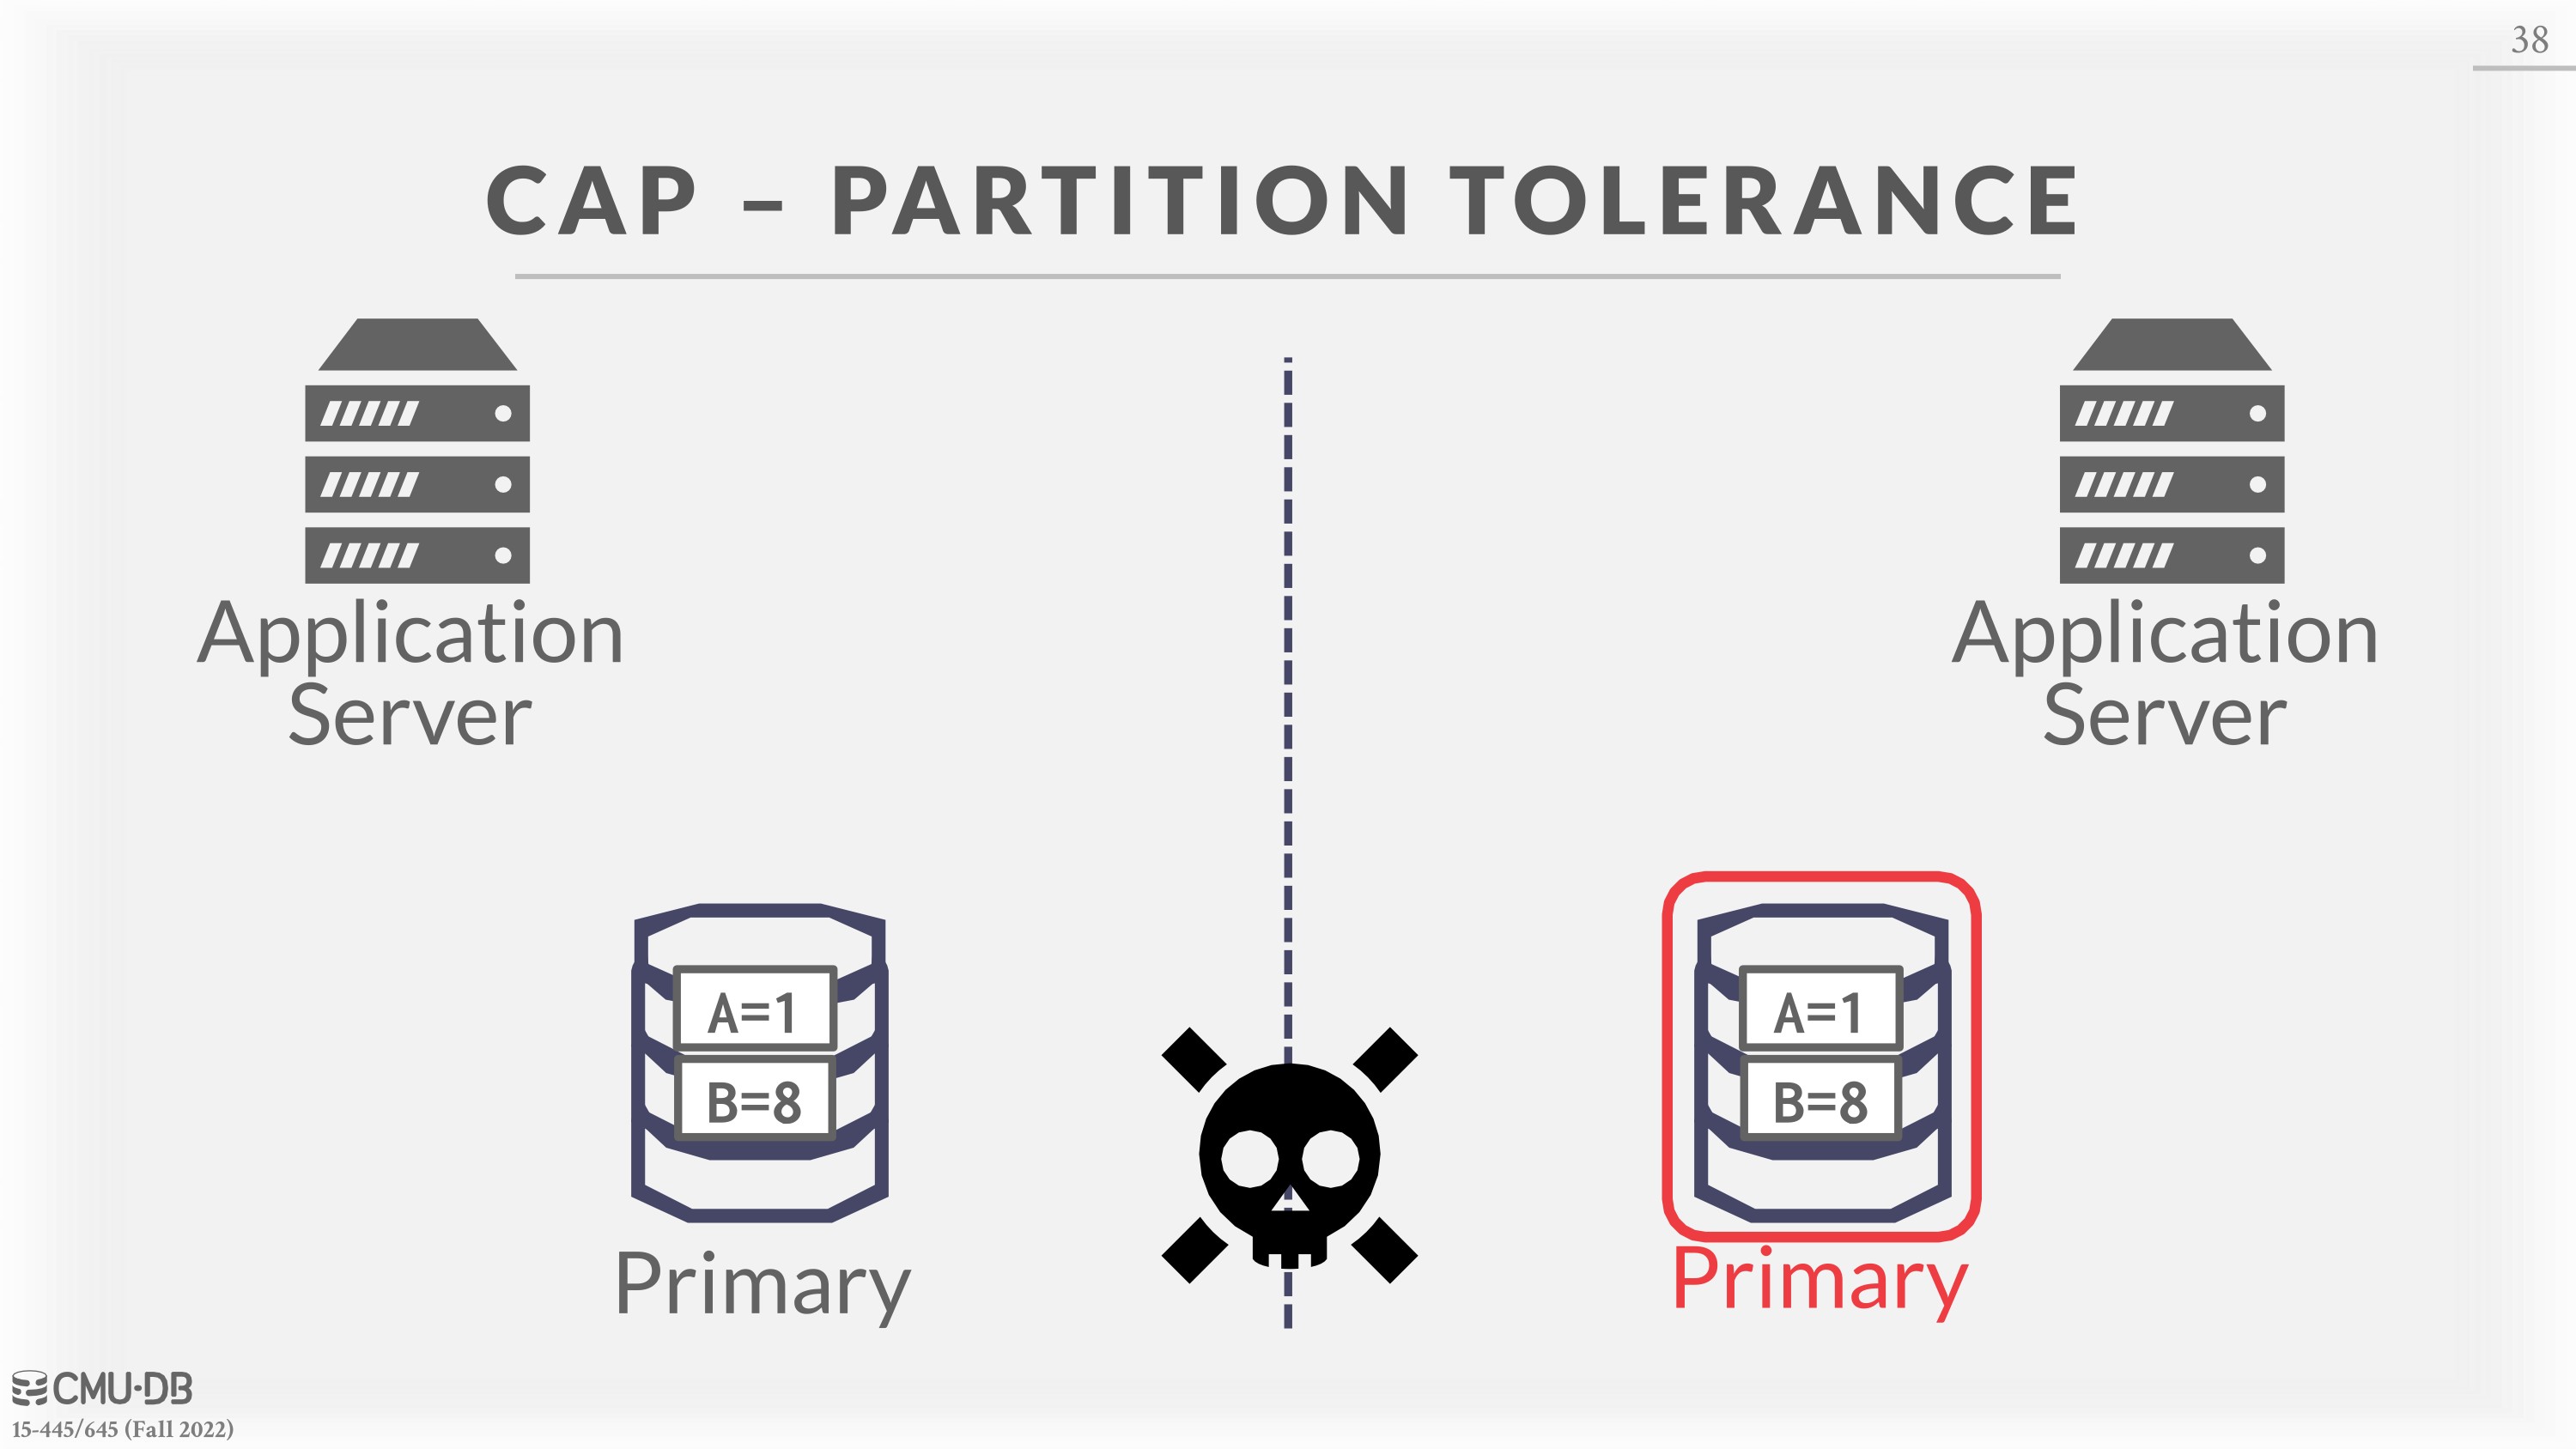 38
CAP – PARTITION TOLERANCE
Application
Server
Application
Server
A=1
B=8
Primary
A=1
B=8
Primary
CMU·DB
15-445/645 (Fall 2022)